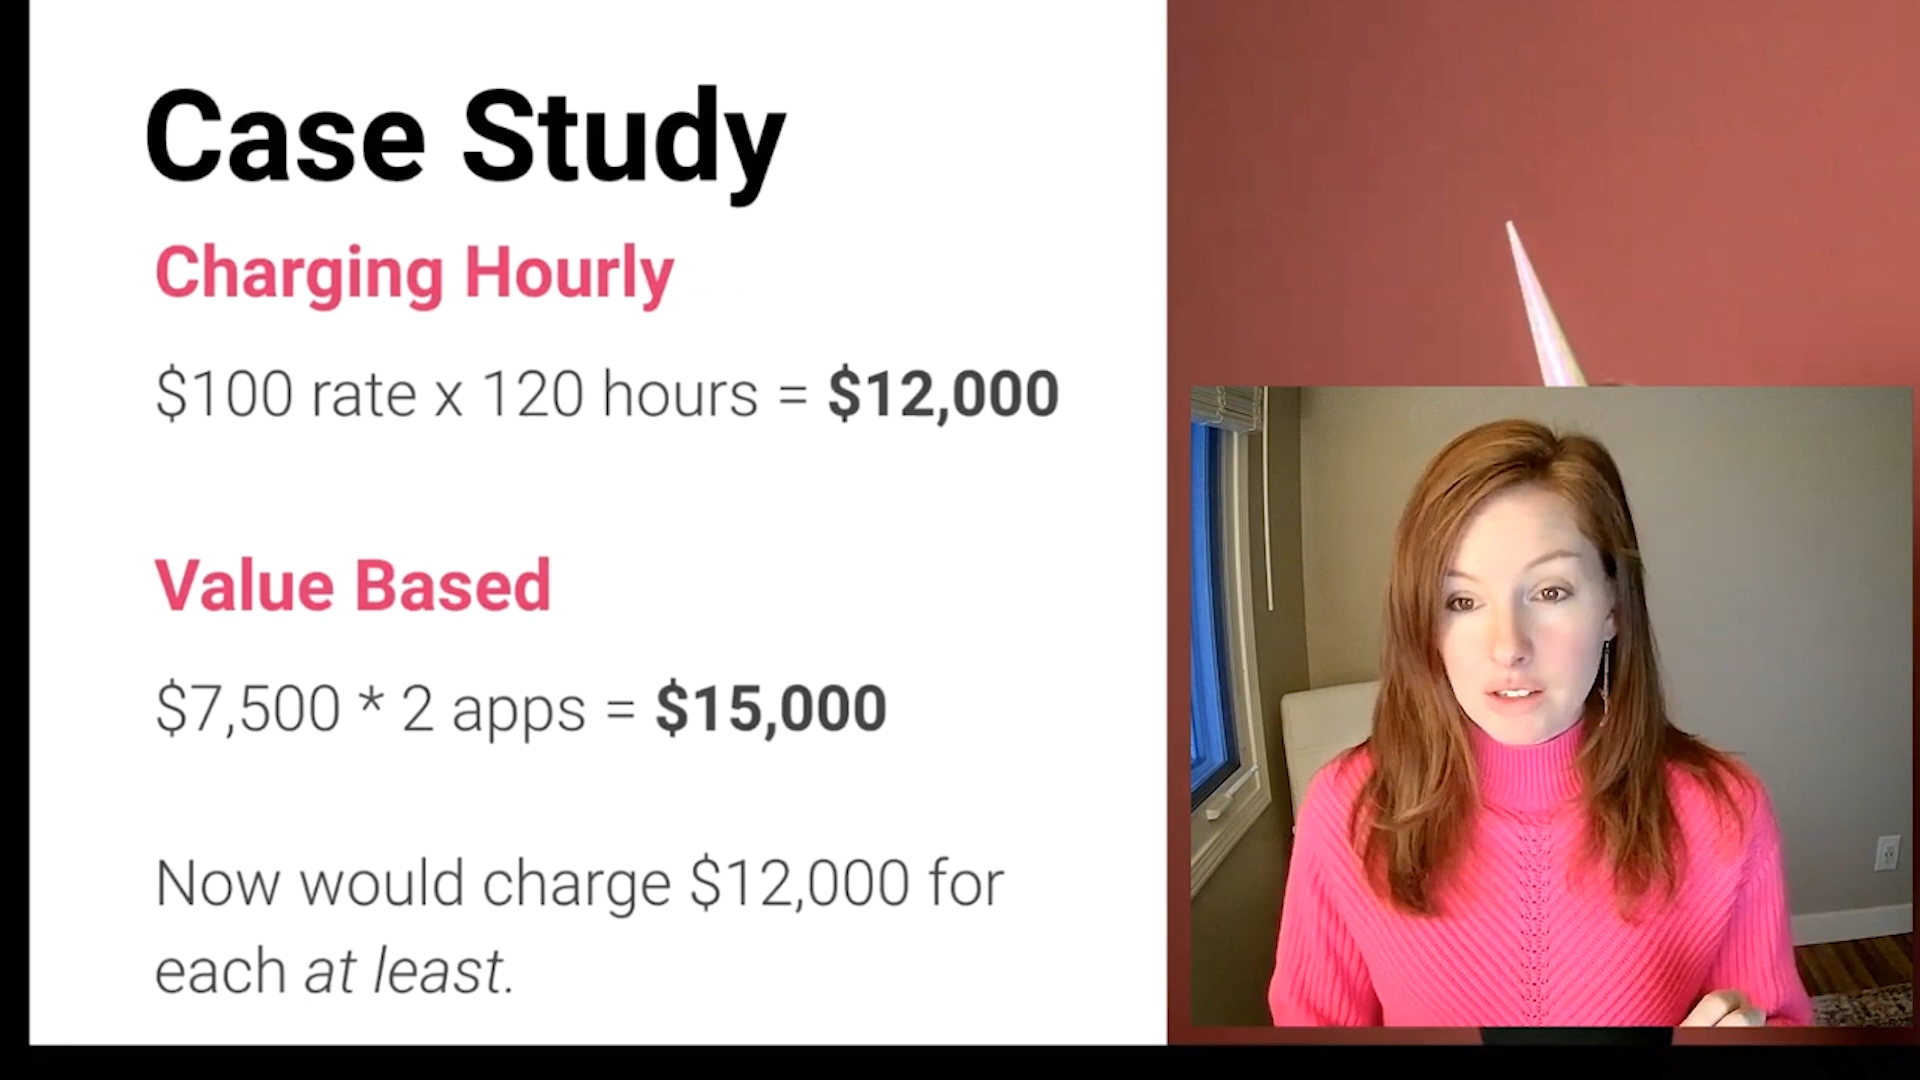 Case Study
Charging Hourly
$100 rate x 120 hours = $12,000
Value Based
$7,500 * 2 apps = $15,000
Now would charge $12,000 for
each at least.